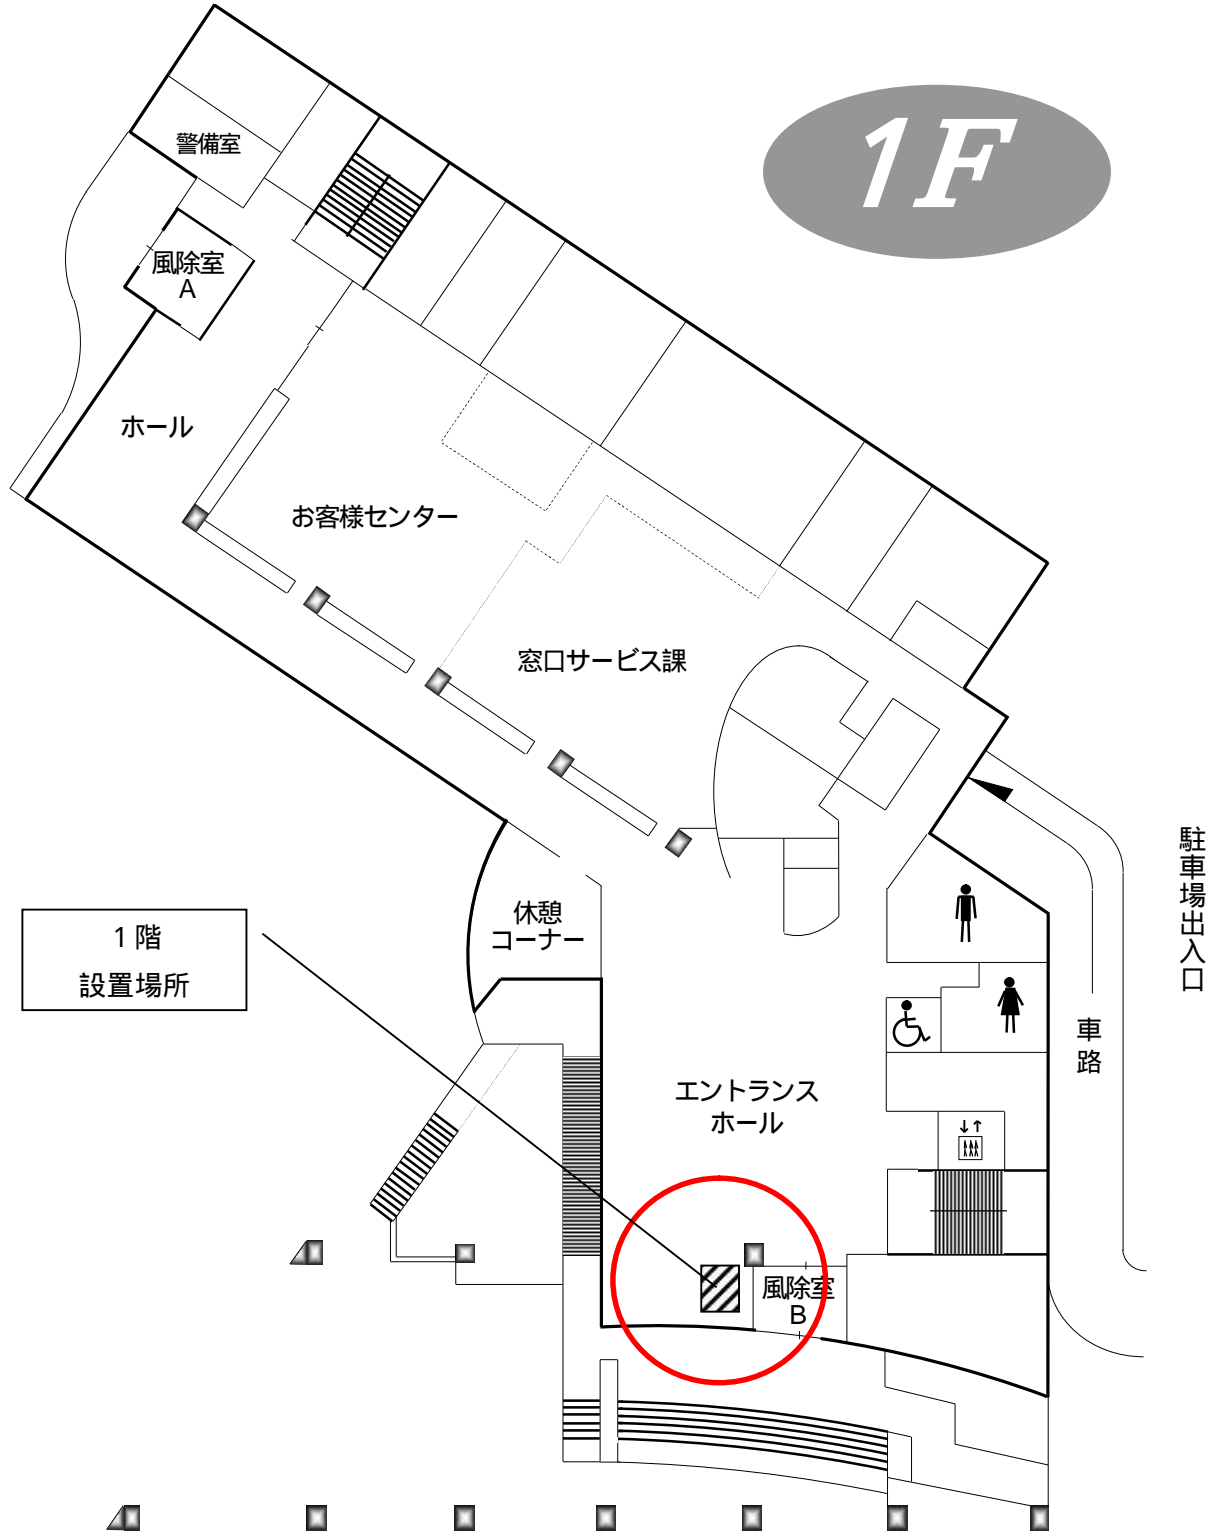 1F
警備室
風除室
A
ホール
お客様センター
窓口サービス課
駐車場出入口
休憩
コーナー
1階
設置場所
車路
エントランス
ホール
風除室
B